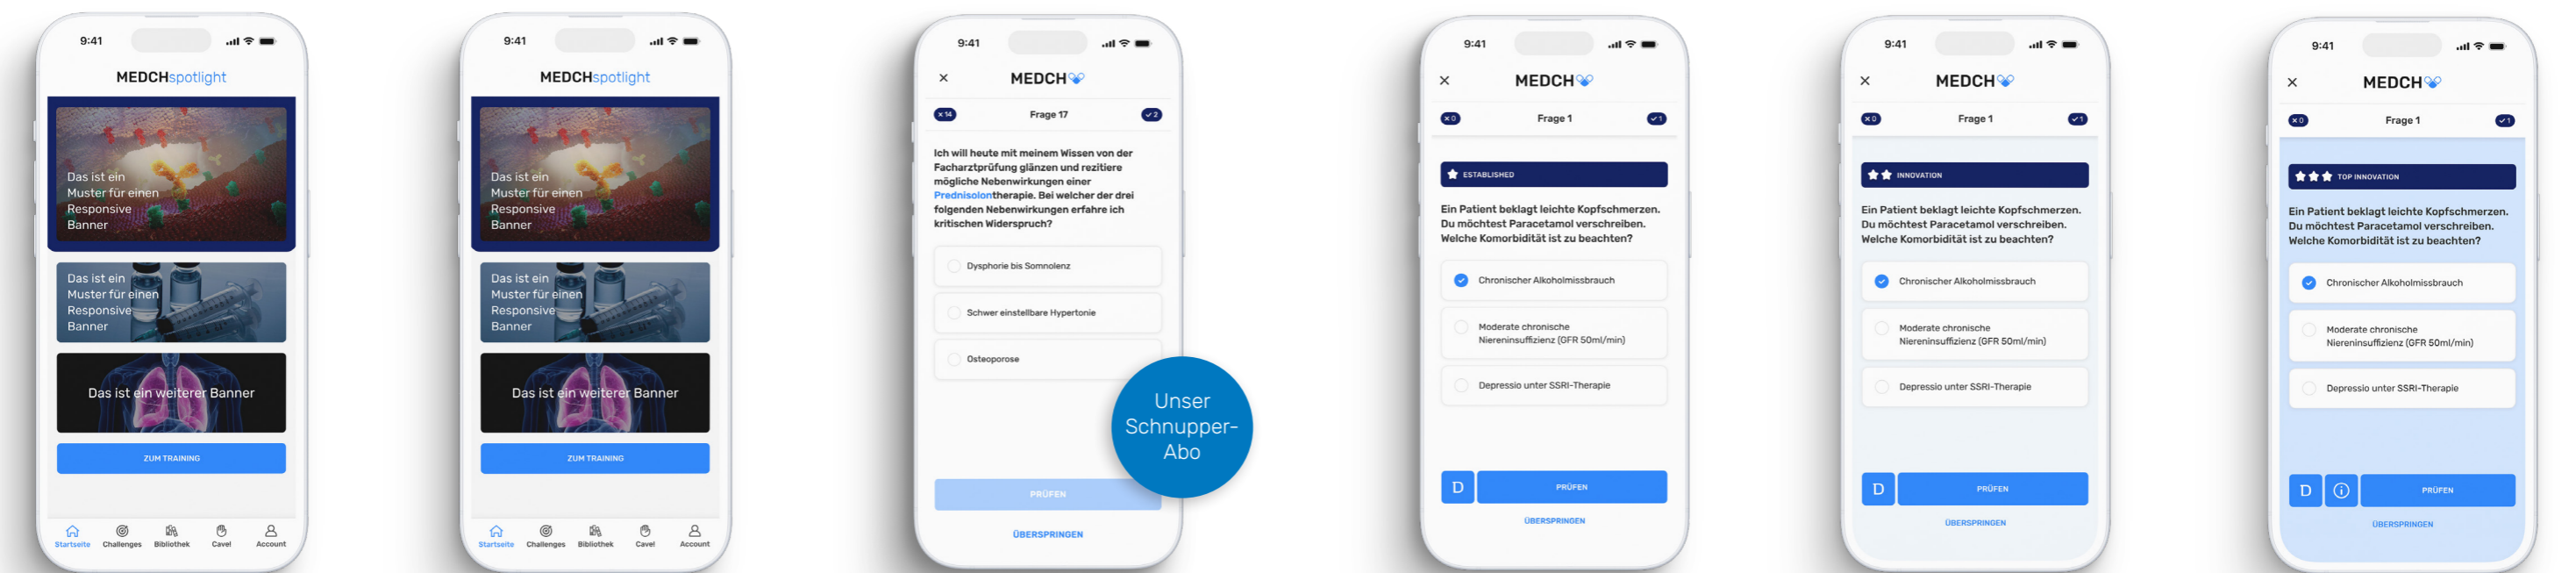 9:41
MEDCHspotlight
Das ist ein
Muster für einen
Responsive
Banner
Das ist ein
Muster für einen
Responsive
Banner
Das ist ein weiterer Banner
ZUM TRAINING
Startseite Challenges Bibliothek Cave! Account
9:41
MEDCHspotlight
Das ist ein
Muster für einen
Responsive
Banner
Das ist ein
Muster für einen
Responsive
Banner
Das ist ein weiterer Banner
ZUM TRAINING
Startseite Challenges Bibliothek Cave! Account
9:41
MEDCH
× 14 Frage 17 ✓ 2
Ich will heute mit meinem Wissen von der
Facharztprüfung glänzen und rezitiere
mögliche Nebenwirkungen einer
Prednisolontherapie. Bei welcher der drei
folgenden Nebenwirkungen erfahre ich
kritischen Widerspruch?
Dysphorie bis Somnolenz
Schwer einstellbare Hypertonie
Osteoporose
Unser
Schnupper-
Abo
PRÜFEN
ÜBERSPRINGEN
9:41
MEDCH
× 0 Frage 1 ✓ 1
ESTABLISHED
Ein Patient beklagt leichte Kopfschmerzen.
Du möchtest Paracetamol verschreiben.
Welche Komorbidität ist zu beachten?
Chronischer Alkoholmissbrauch
Moderate chronische
Niereninsuffizienz (GFR 50ml/min)
Depressio unter SSRI-Therapie
D PRÜFEN
ÜBERSPRINGEN
9:41
MEDCH
× 0 Frage 1 ✓ 1
INNOVATION
Ein Patient beklagt leichte Kopfschmerzen.
Du möchtest Paracetamol verschreiben.
Welche Komorbidität ist zu beachten?
Chronischer Alkoholmissbrauch
Moderate chronische
Niereninsuffizienz (GFR 50ml/min)
Depressio unter SSRI-Therapie
D PRÜFEN
ÜBERSPRINGEN
9:41
MEDCH
× 0 Frage 1 ✓ 1
TOP INNOVATION
Ein Patient beklagt leichte Kopfschmerzen.
Du möchtest Paracetamol verschreiben.
Welche Komorbidität ist zu beachten?
Chronischer Alkoholmissbrauch
Moderate chronische
Niereninsuffizienz (GFR 50ml/min)
Depressio unter SSRI-Therapie
D i PRÜFEN
ÜBERSPRINGEN